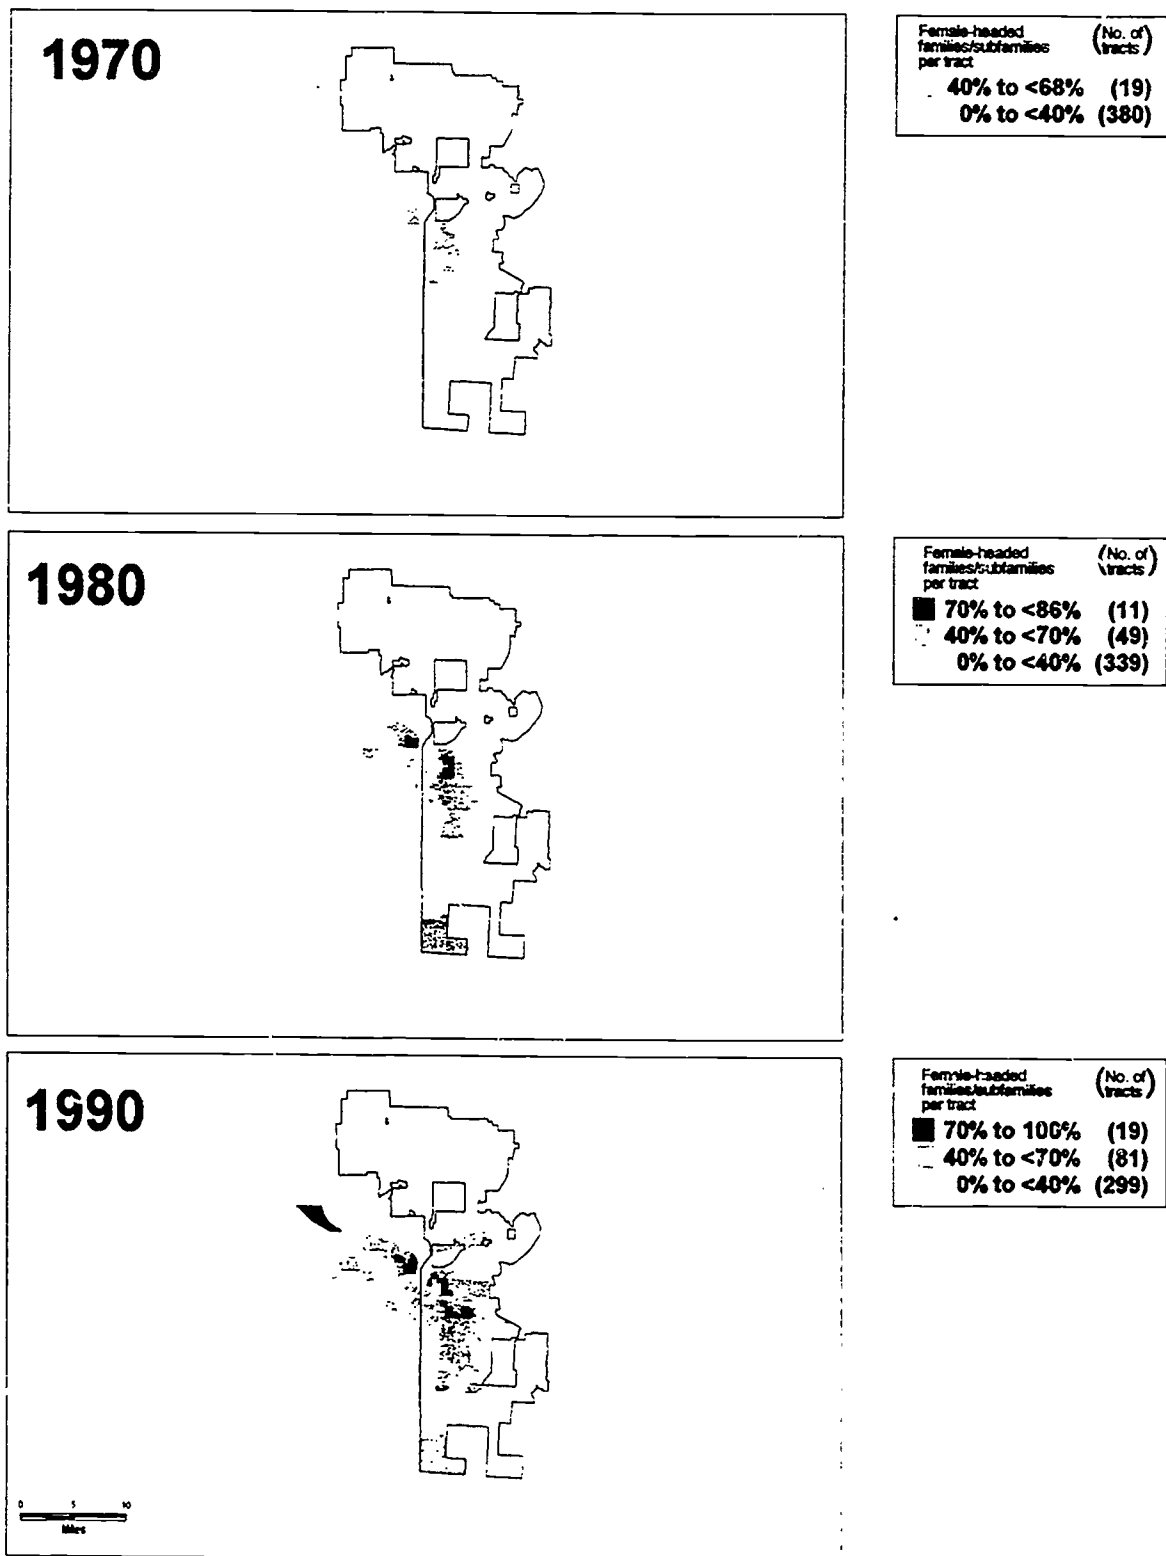 1970
Female-headed
families/subfamilies
per tract
(No. of
tracts)
40% to <68% (19)
0% to <40% (380)
1980
Female-headed
families/subfamilies
per tract
(No. of
tracts)
70% to <86% (11)
40% to <70% (49)
0% to <40% (339)
1990
Female-headed
families/subfamilies
per tract
(No. of
tracts)
70% to 100% (19)
40% to <70% (81)
0% to <40% (299)
0 5 10
Miles